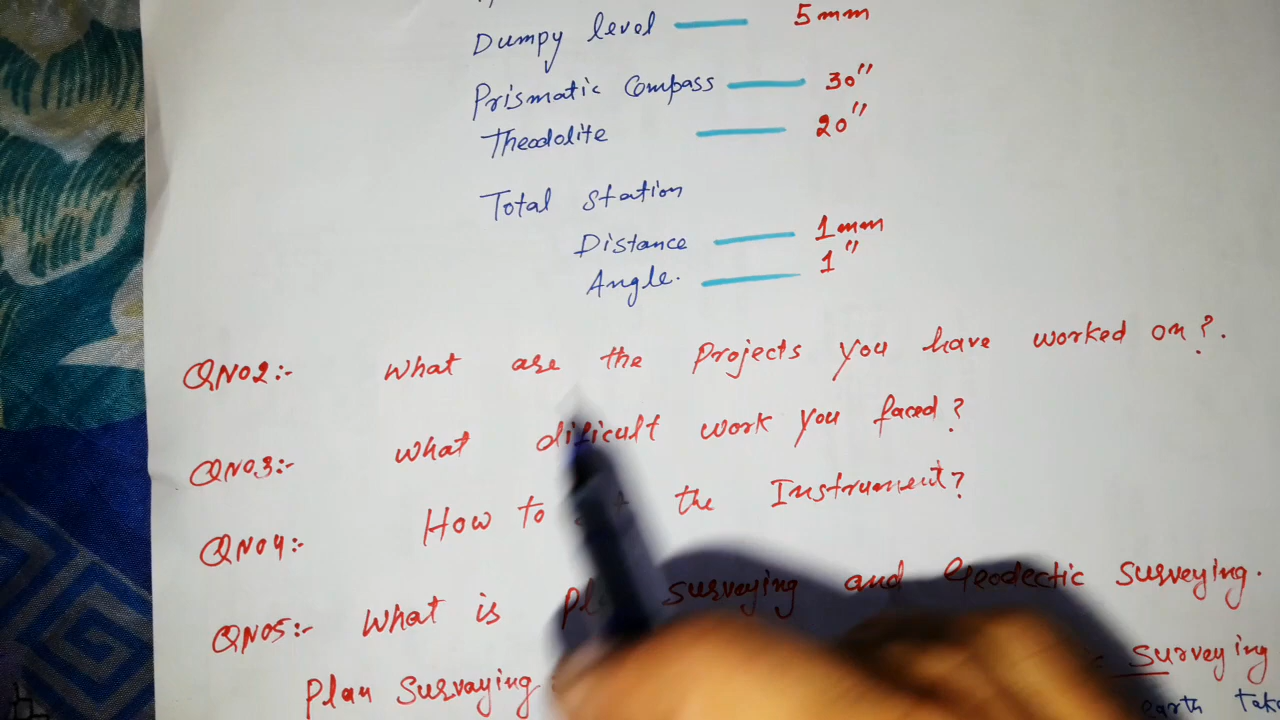 Dumpy level — 5mm
Prismatic Compass — 30"
Theodolite — 20"
Total Station
Distance — 1mm
Angle. — 1"
QNO2:- What are the Projects you have worked on?.
QNO3:- What dificult work you faced?
QNO4:- How to the Instrument?
QNO5:- What is surveying and Geodectic surveying.
Plan Survaying surveying
earth